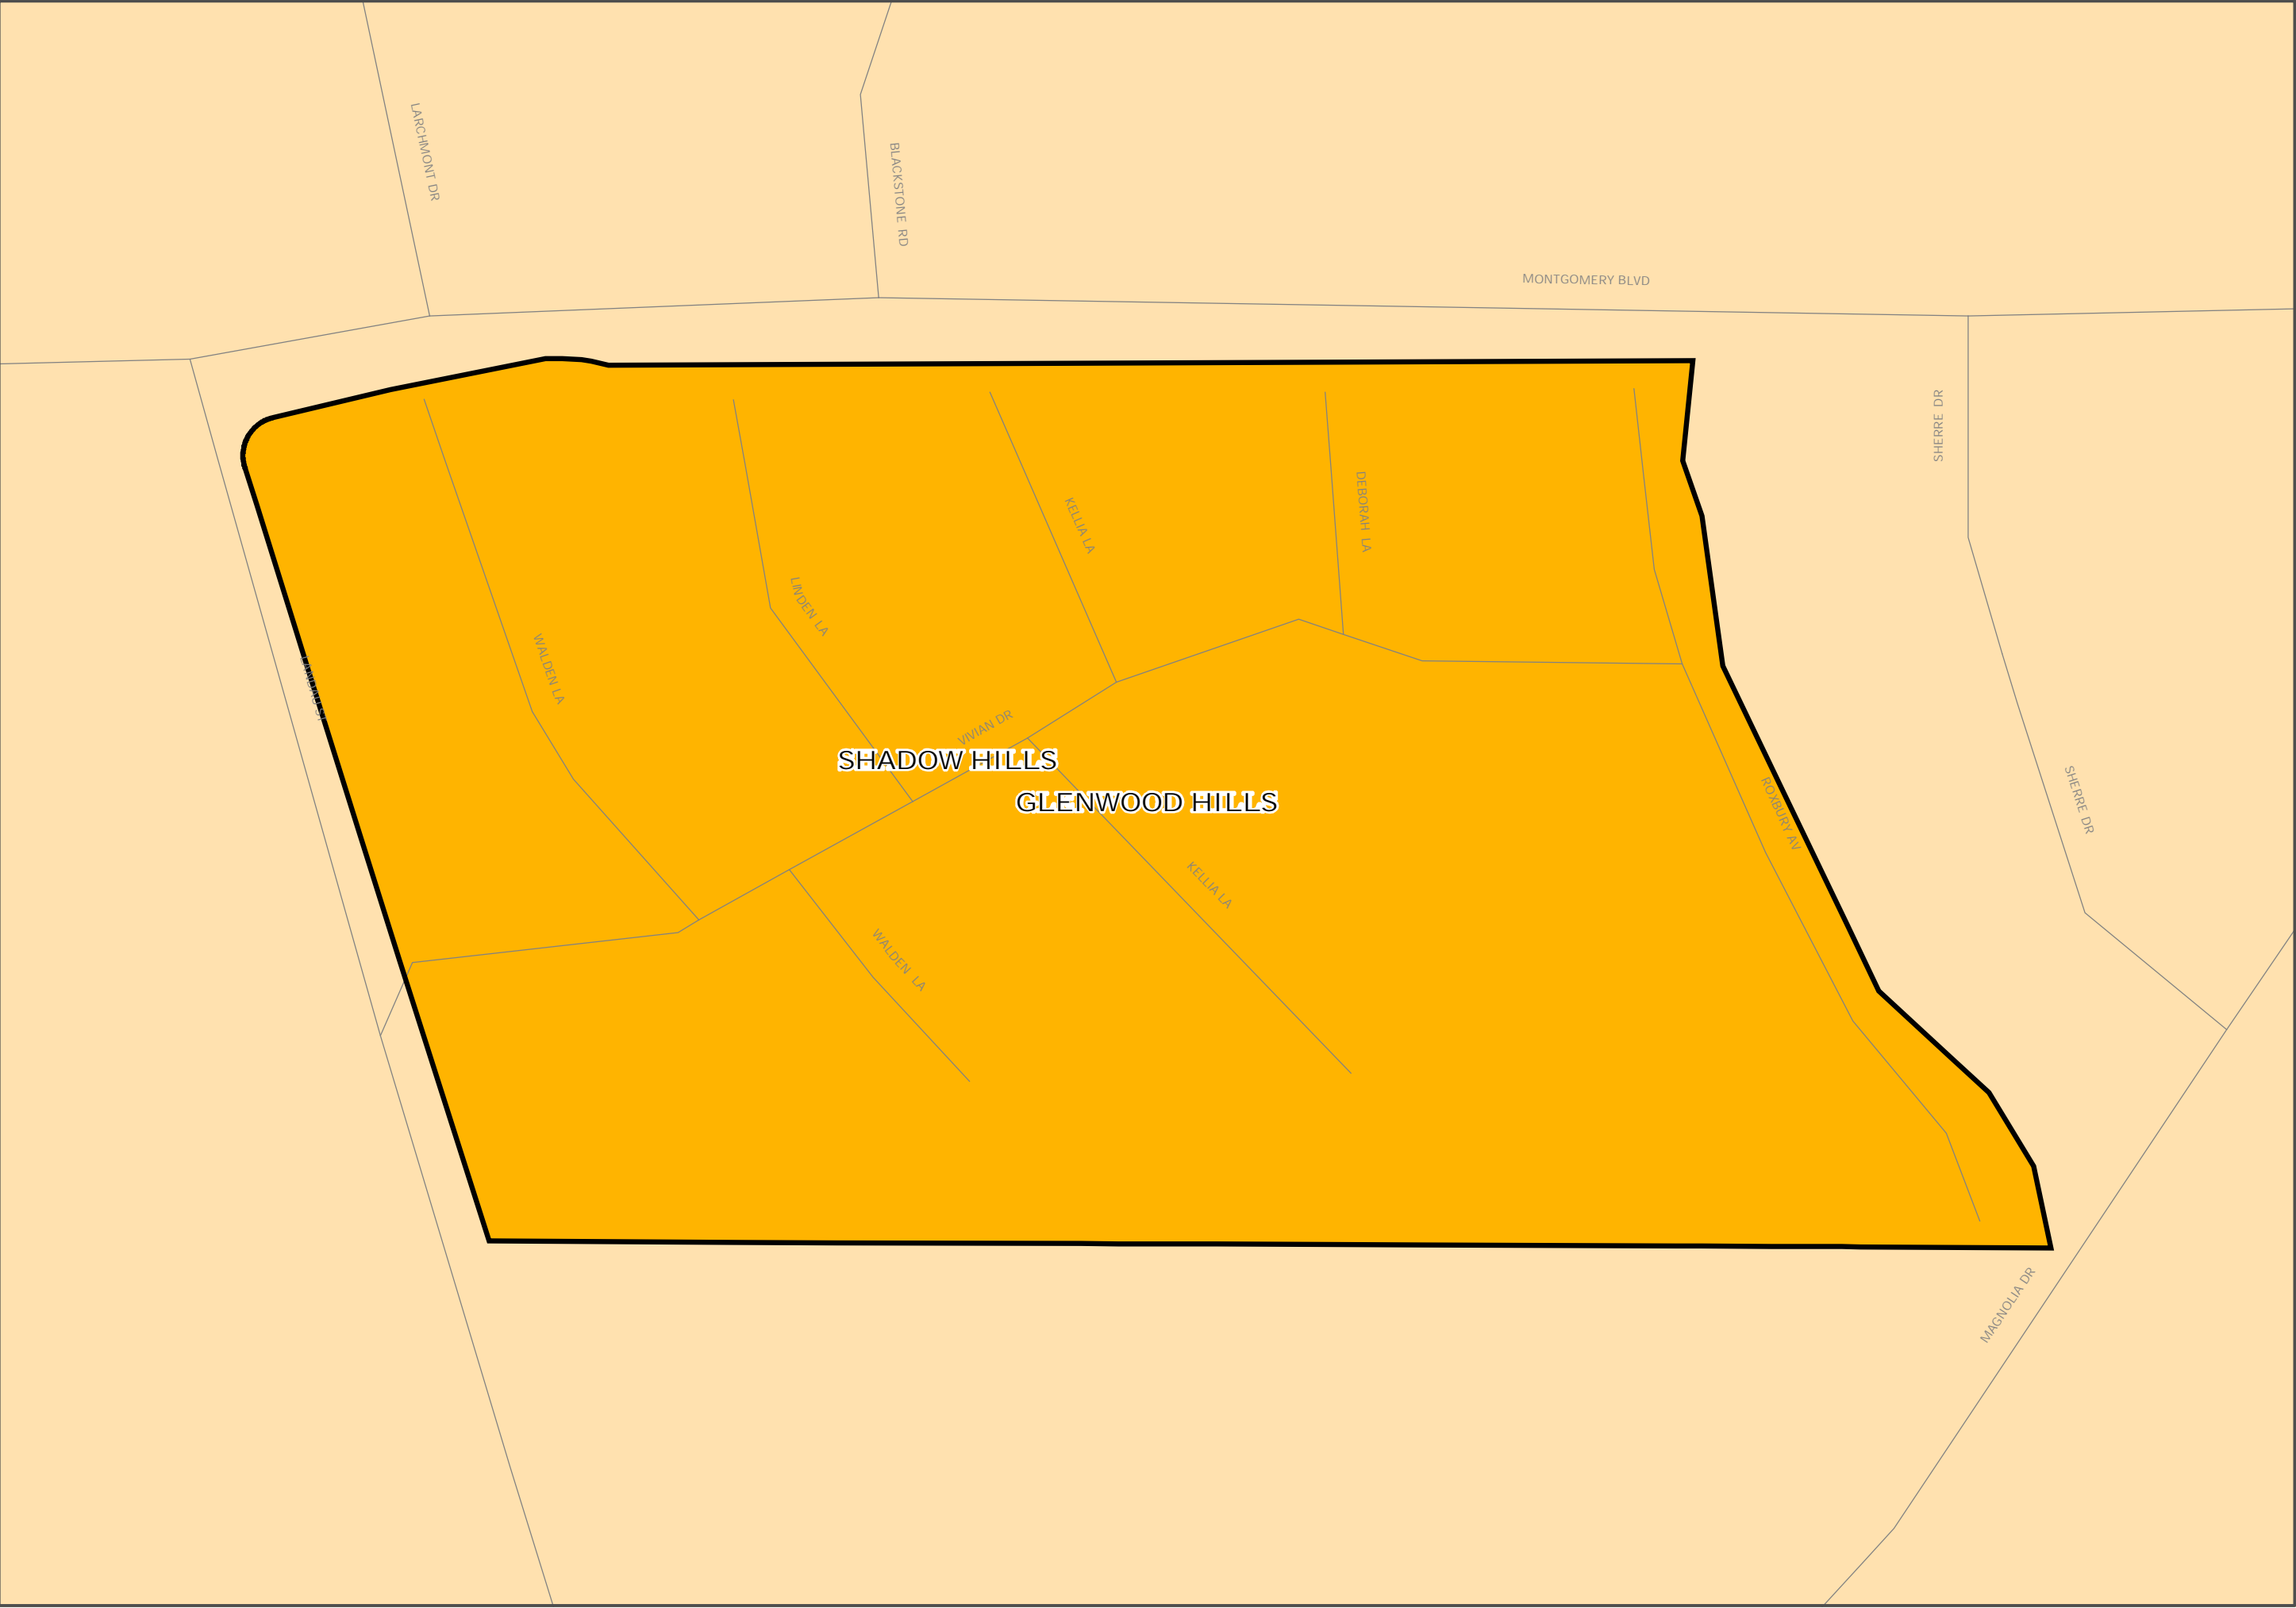 LARCHMONT DR
BLACKSTONE RD
MONTGOMERY BLVD
SHERRE DR
KELLIA LA
DEBORAH LA
LINDEN LA
WALDEN LA
VIVIAN DR
SHADOW HILLS
GLENWOOD HILLS
ROXBURY AV
SHERRE DR
KELLIA LA
WALDEN LA
MAGNOLIA DR